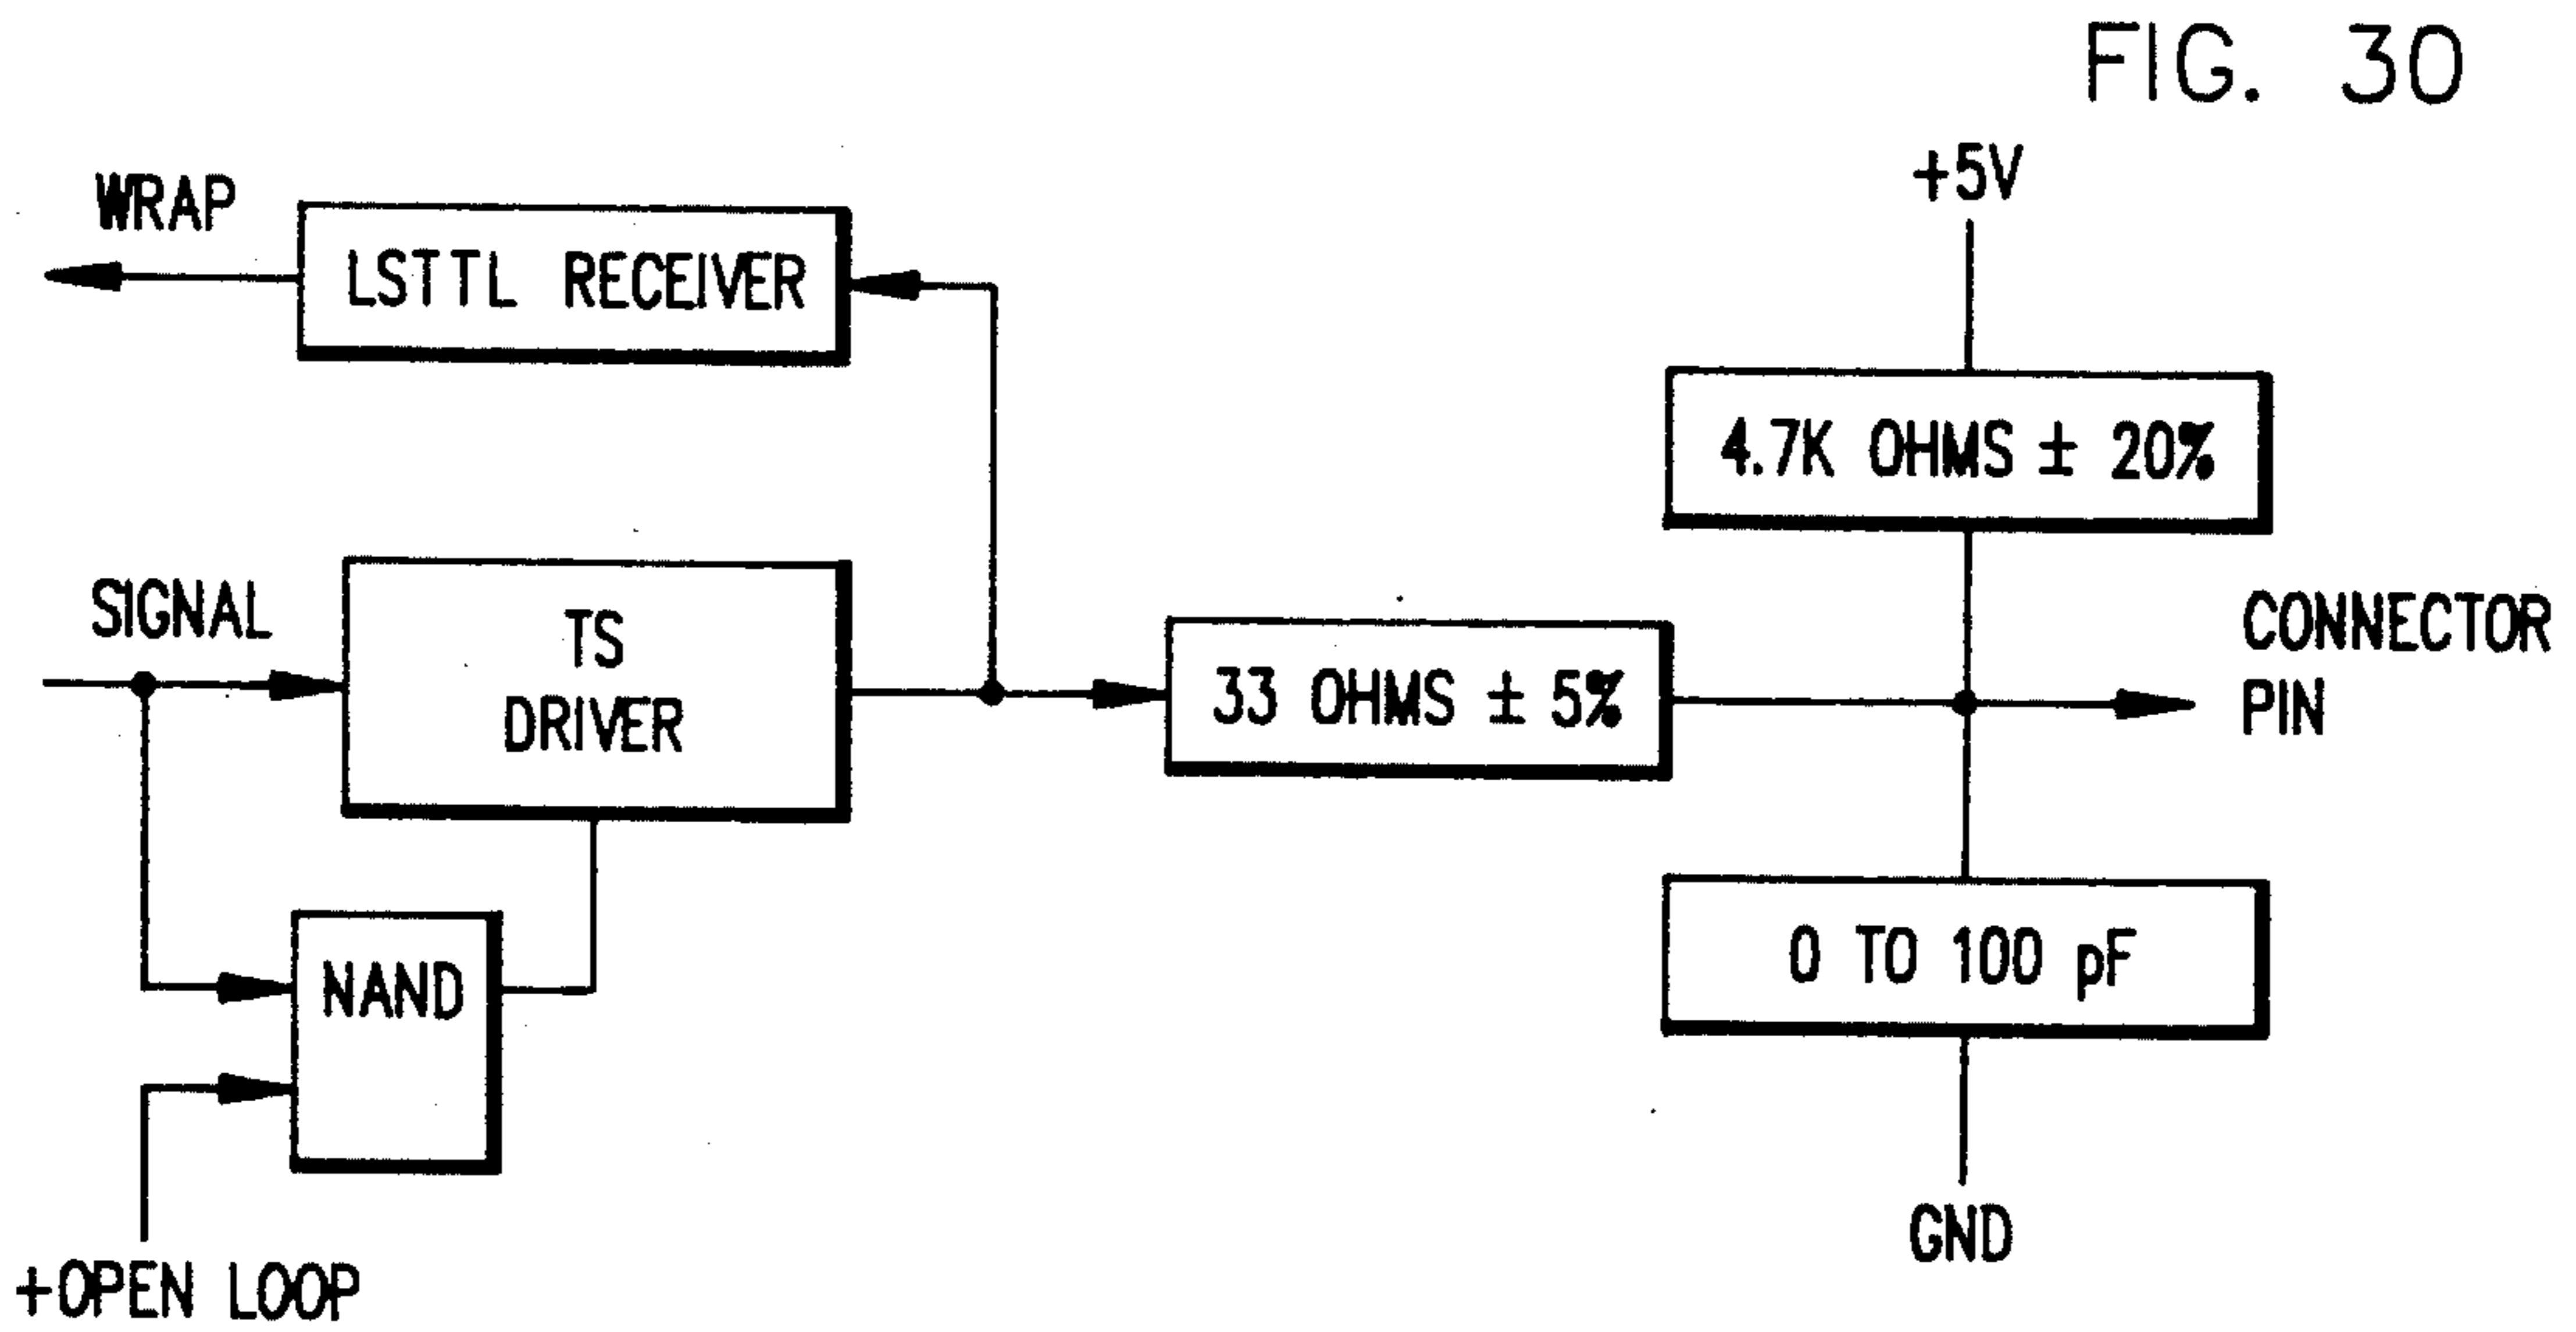 FIG. 30
+5V
WRAP
LSTTL RECEIVER
4.7K OHMS ± 20%
SIGNAL
TS
DRIVER
33 OHMS ± 5%
CONNECTOR
PIN
NAND
0 TO 100 pF
GND
+OPEN LOOP